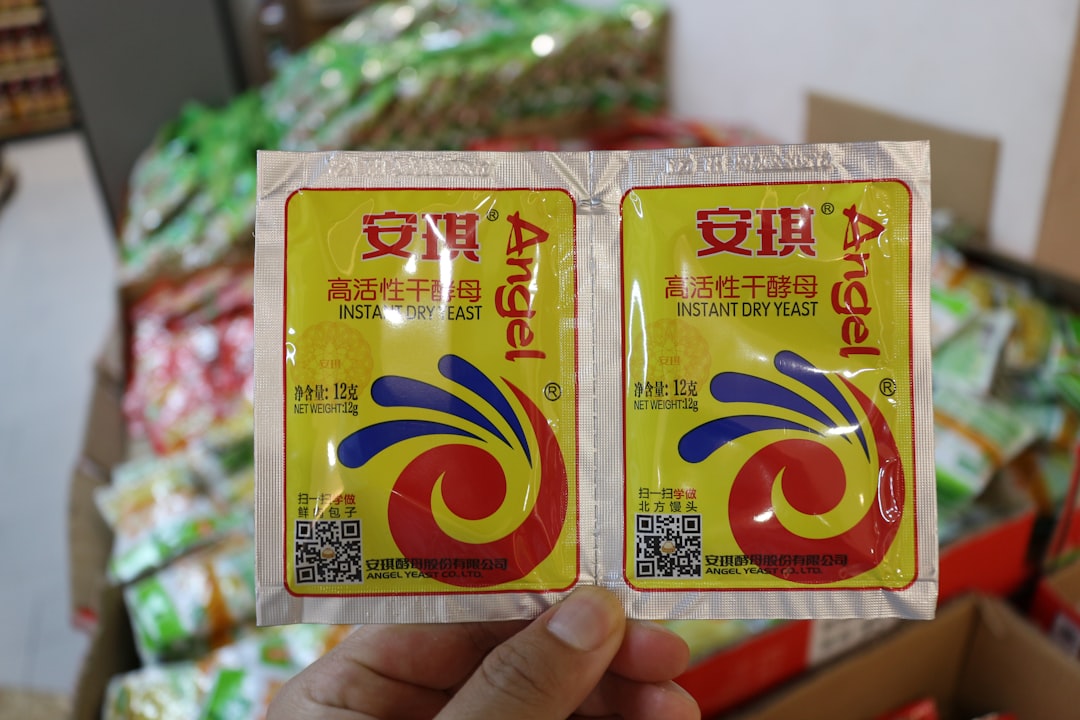 安琪®
Angel®
高活性干酵母
INSTANT DRY YEAST
安琪
净含量: 12克
NET WEIGHT:12g
扫一扫学做
鲜肉包子
安琪酵母股份有限公司
ANGEL YEAST CO. LTD.
安琪®
Angel®
高活性干酵母
INSTANT DRY YEAST
安琪
净含量: 12克
NET WEIGHT:12g
扫一扫学做
北方馒头
安琪酵母股份有限公司
ANGEL YEAST CO. LTD.